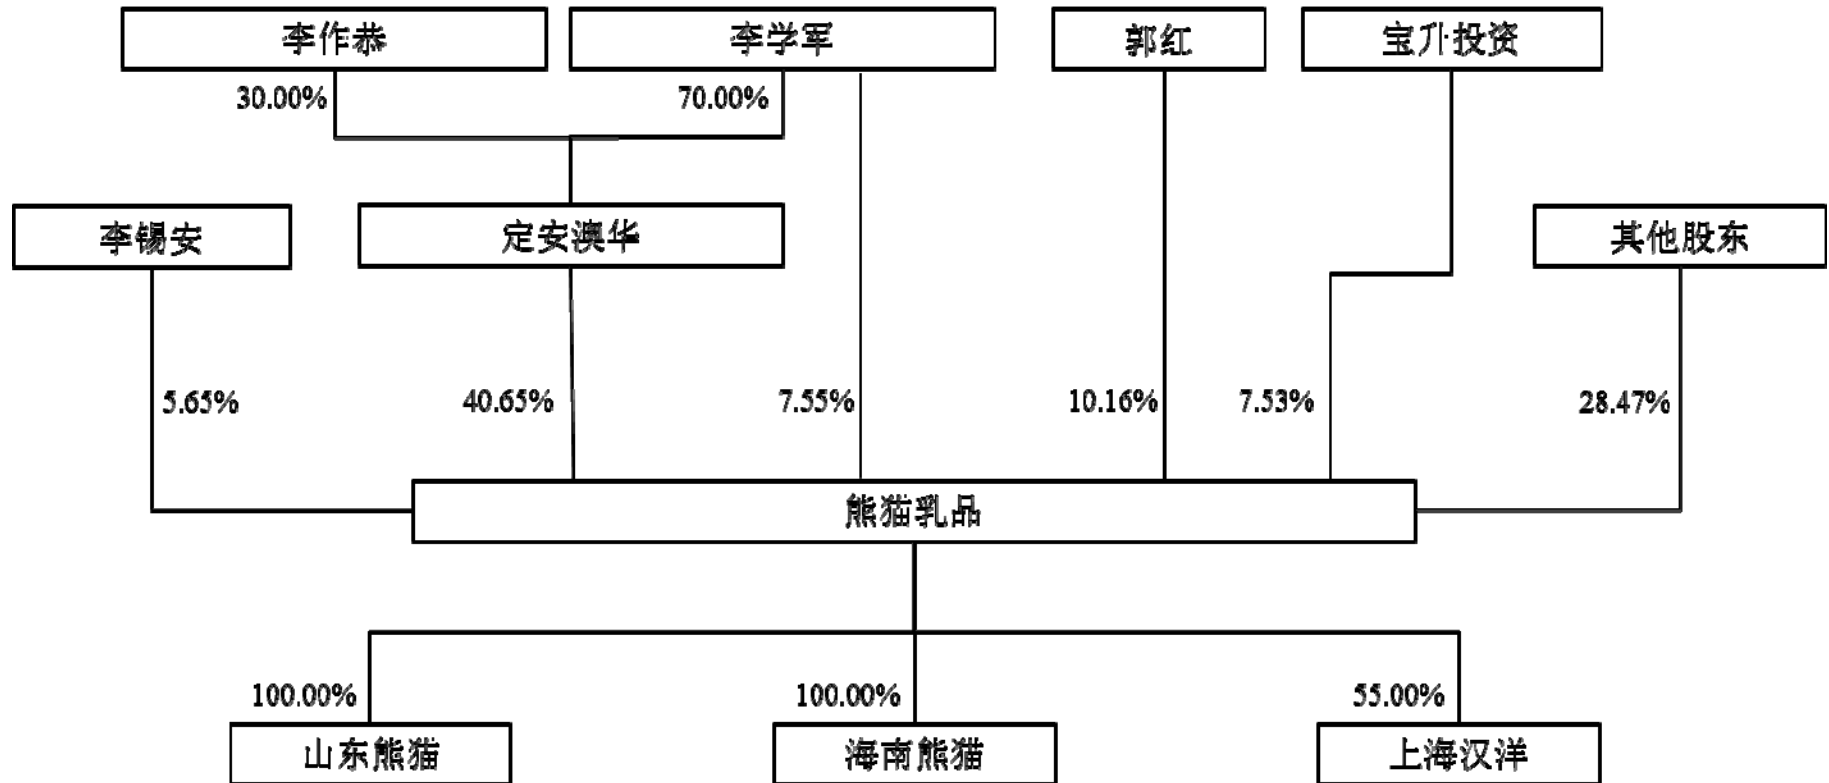 李作恭 李学军 郭红 宝升投资
30.00% 70.00%
李锡安 定安澳华 其他股东
5.65% 40.65% 7.55% 10.16% 7.53% 28.47%
熊猫乳品
100.00% 100.00% 55.00%
山东熊猫 海南熊猫 上海汉洋